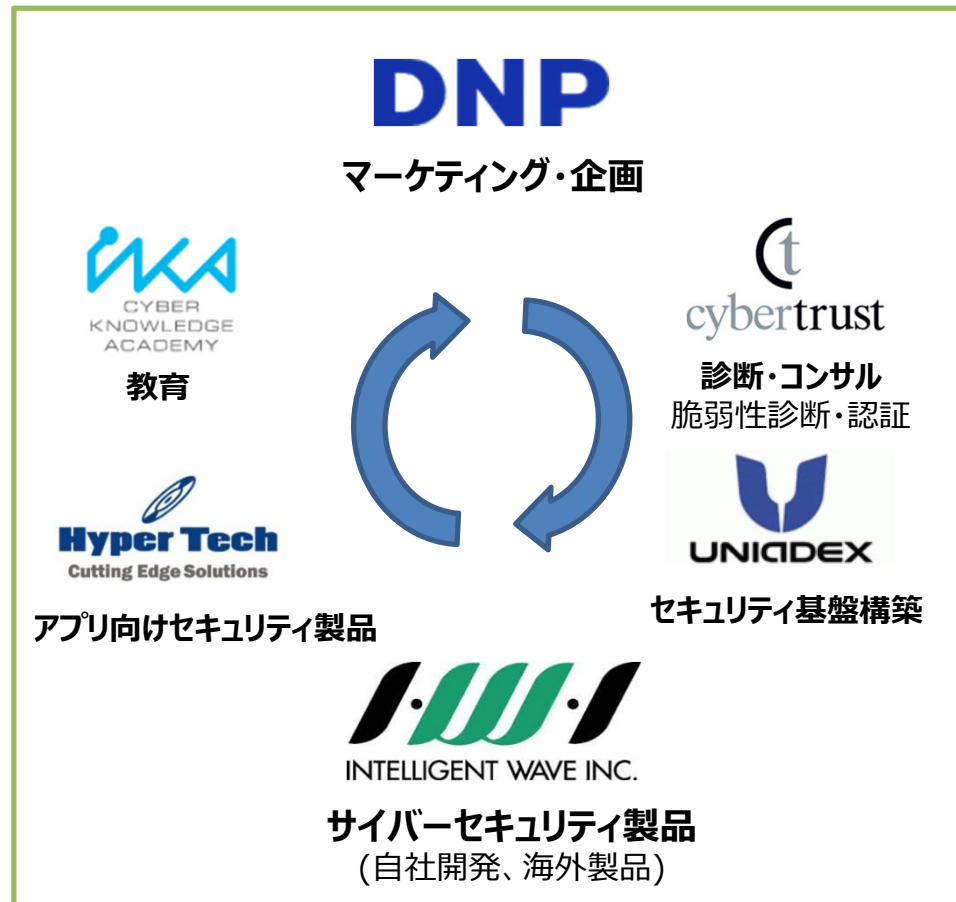 DNP
マーケティング・企画
CKA
CYBER
KNOWLEDGE
ACADEMY
教育
Ct
cybertrust
診断・コンサル
脆弱性診断・認証
Hyper Tech
Cutting Edge Solutions
アプリ向けセキュリティ製品
UNIADEX
セキュリティ基盤構築
I・W・I
INTELLIGENT WAVE INC.
サイバーセキュリティ製品
(自社開発、海外製品)